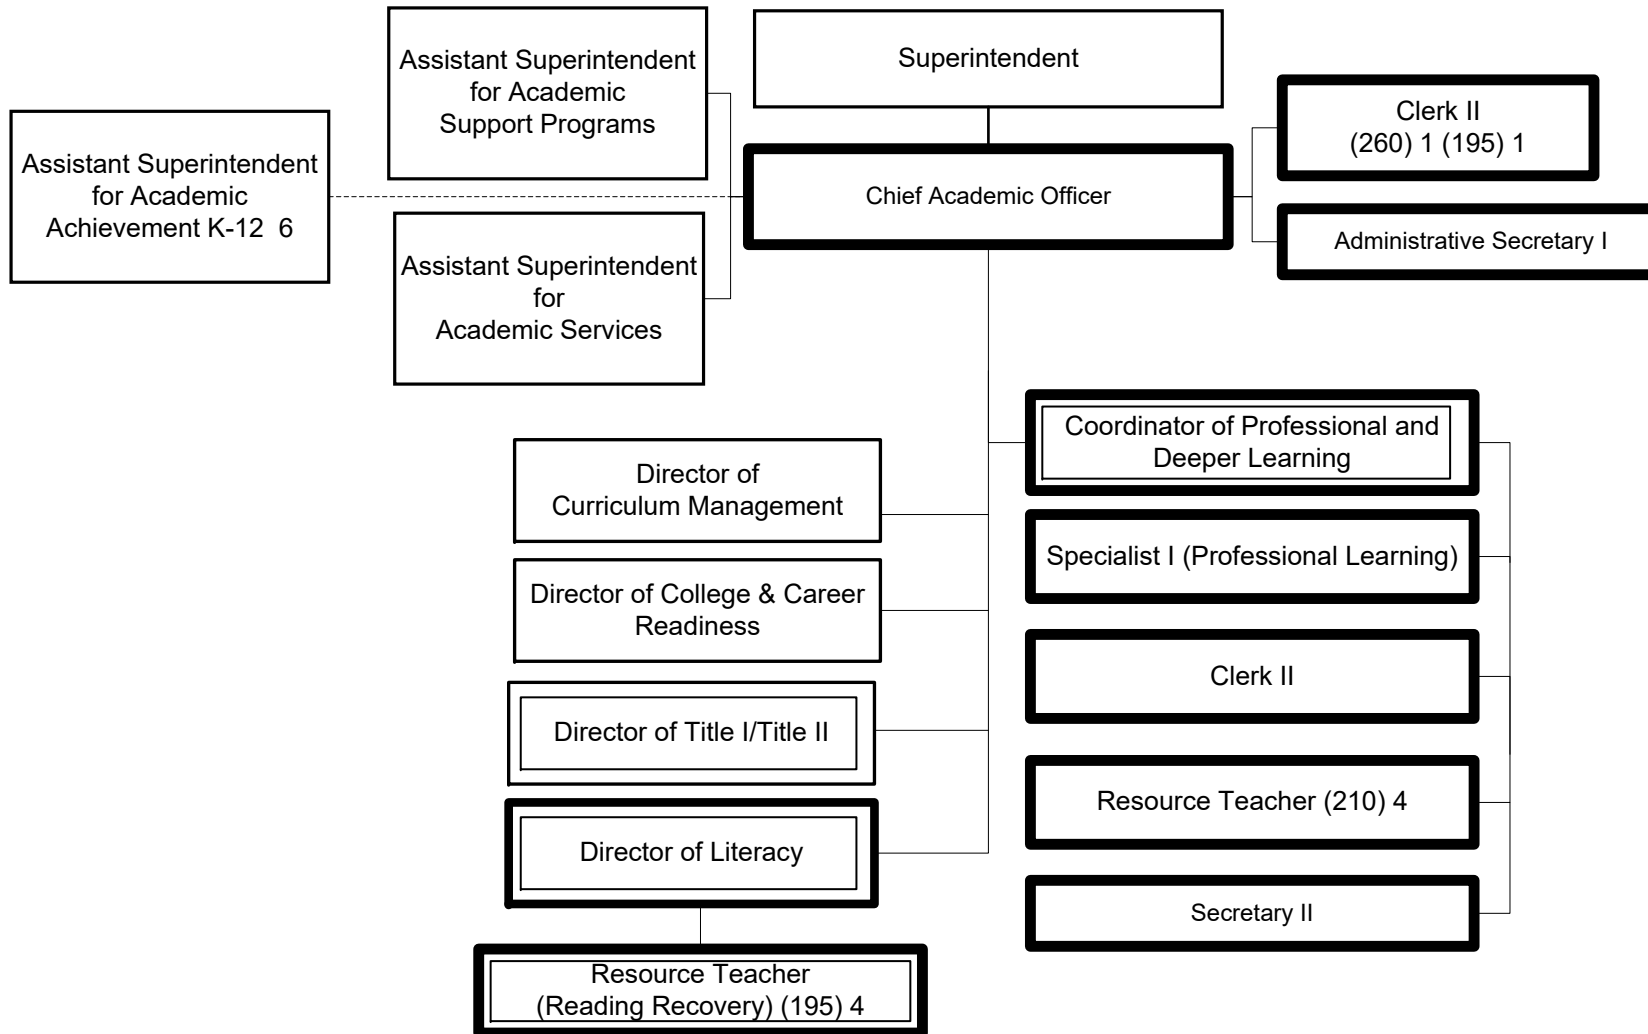 Superintendent
Assistant Superintendent
for Academic
Support Programs
Clerk II
(260) 1 (195) 1
Assistant Superintendent
for Academic
Achievement K-12  6
Chief Academic Officer
Administrative Secretary I
Assistant Superintendent
for
Academic Services
Coordinator of Professional and
Deeper Learning
Director of
Curriculum Management
Specialist I (Professional Learning)
Director of College & Career
Readiness
Clerk II
Director of Title I/Title II
Resource Teacher (210) 4
Director of Literacy
Secretary II
Resource Teacher
(Reading Recovery) (195) 4